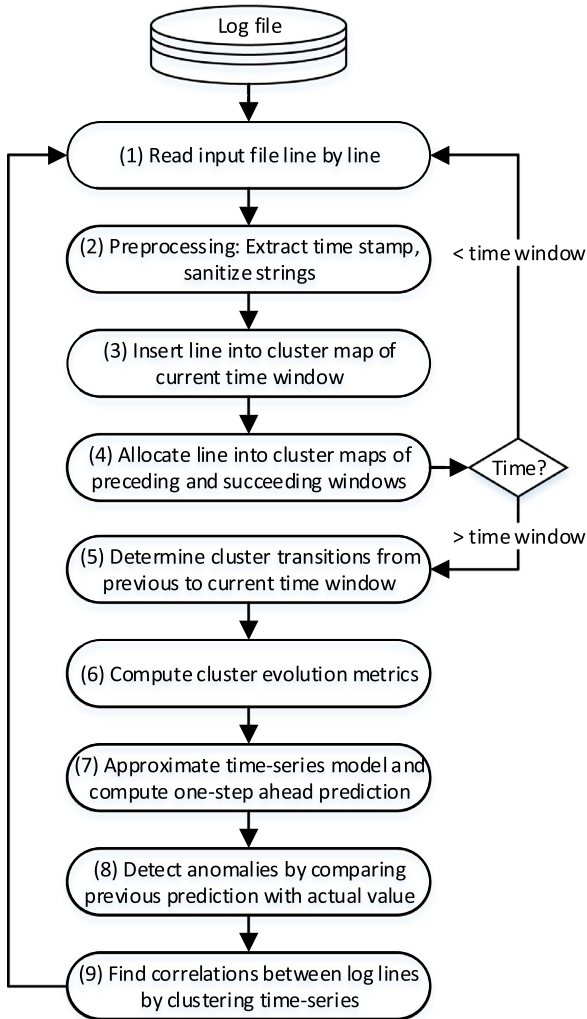 Log file
(1) Read input file line by line
(2) Preprocessing: Extract time stamp,
sanitize strings
< time window
(3) Insert line into cluster map of
current time window
(4) Allocate line into cluster maps of
preceding and succeeding windows
Time?
> time window
(5) Determine cluster transitions from
previous to current time window
(6) Compute cluster evolution metrics
(7) Approximate time-series model and
compute one-step ahead prediction
(8) Detect anomalies by comparing
previous prediction with actual value
(9) Find correlations between log lines
by clustering time-series